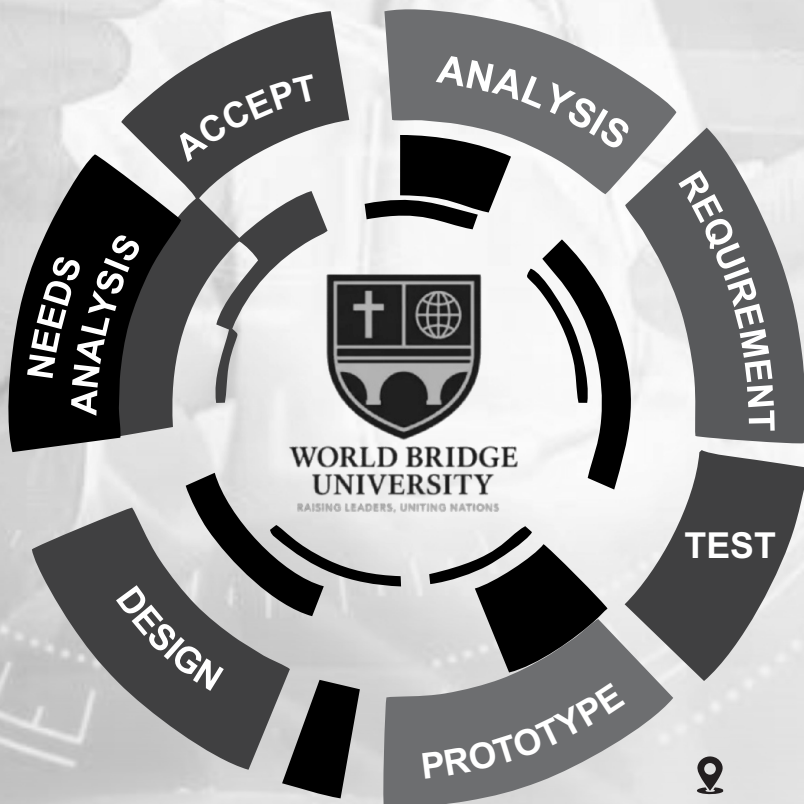 ACCEPT
ANALYSIS
REQUIREMENT
TEST
PROTOTYPE
DESIGN
NEEDS
ANALYSIS
WORLD BRIDGE
UNIVERSITY
RAISING LEADERS, UNITING NATIONS